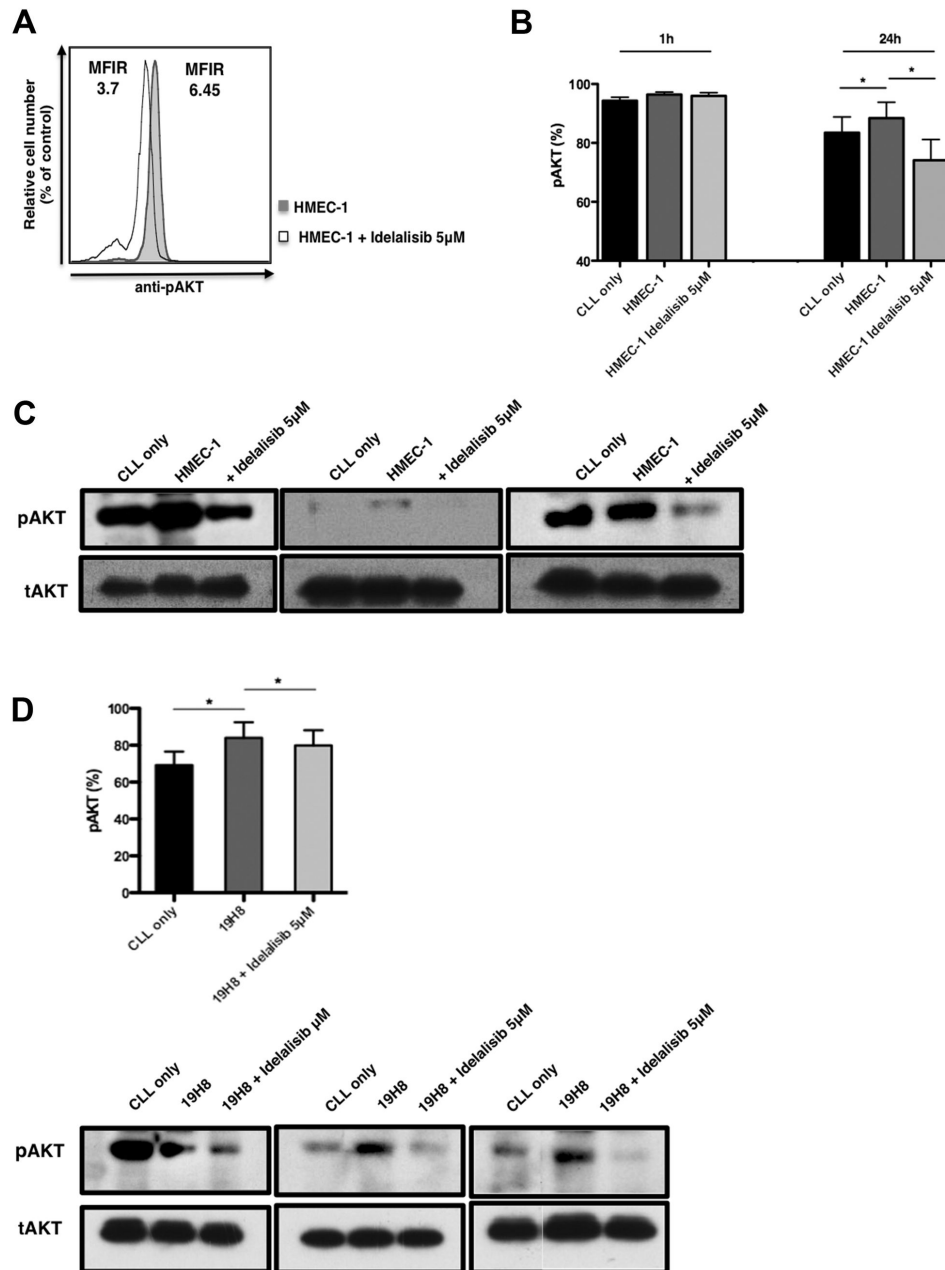 A
Relative cell number
(% of control)
MFIR
3.7
MFIR
6.45
anti-pAKT
HMEC-1
HMEC-1 + Idelalisib 5µM
B
1h
24h
*
*
pAKT (%)
100
80
60
40
CLL only
HMEC-1
HMEC-1 Idelalisib 5µM
CLL only
HMEC-1
HMEC-1 Idelalisib 5µM
C
CLL only
HMEC-1
+ Idelalisib 5µM
CLL only
HMEC-1
+ Idelalisib 5µM
CLL only
HMEC-1
+ Idelalisib 5µM
pAKT
tAKT
D
*
*
pAKT (%)
100
80
60
40
20
0
CLL only
19H8
19H8 + Idelalisib 5µM
CLL only
19H8
19H8 + Idelalisib µM
CLL only
19H8
19H8 + Idelalisib 5µM
CLL only
19H8
19H8 + Idelalisib 5µM
pAKT
tAKT